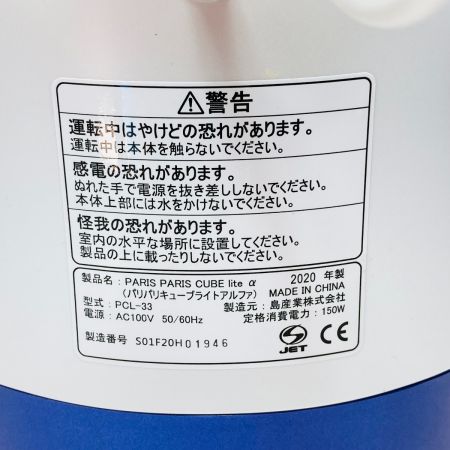 ⚠警告
運転中はやけどの恐れがあります。
運転中は本体を触らないでください。
感電の恐れがあります。
ぬれた手で電源を抜き差ししないでください。
本体上部には水をかけないでください。
怪我の恐れがあります。
室内の水平な場所に設置してください。
製品の上に載ったりしないでください。
製品名：PARIS PARIS CUBE lite α 2020 年製
（パリパリキューブライトアルファ） MADE IN CHINA
型式：PCL-33 製造元：島産業株式会社
電源：AC100V 50/60Hz 定格消費電力：150W
製造番号 S01F20H01946
S JET CE